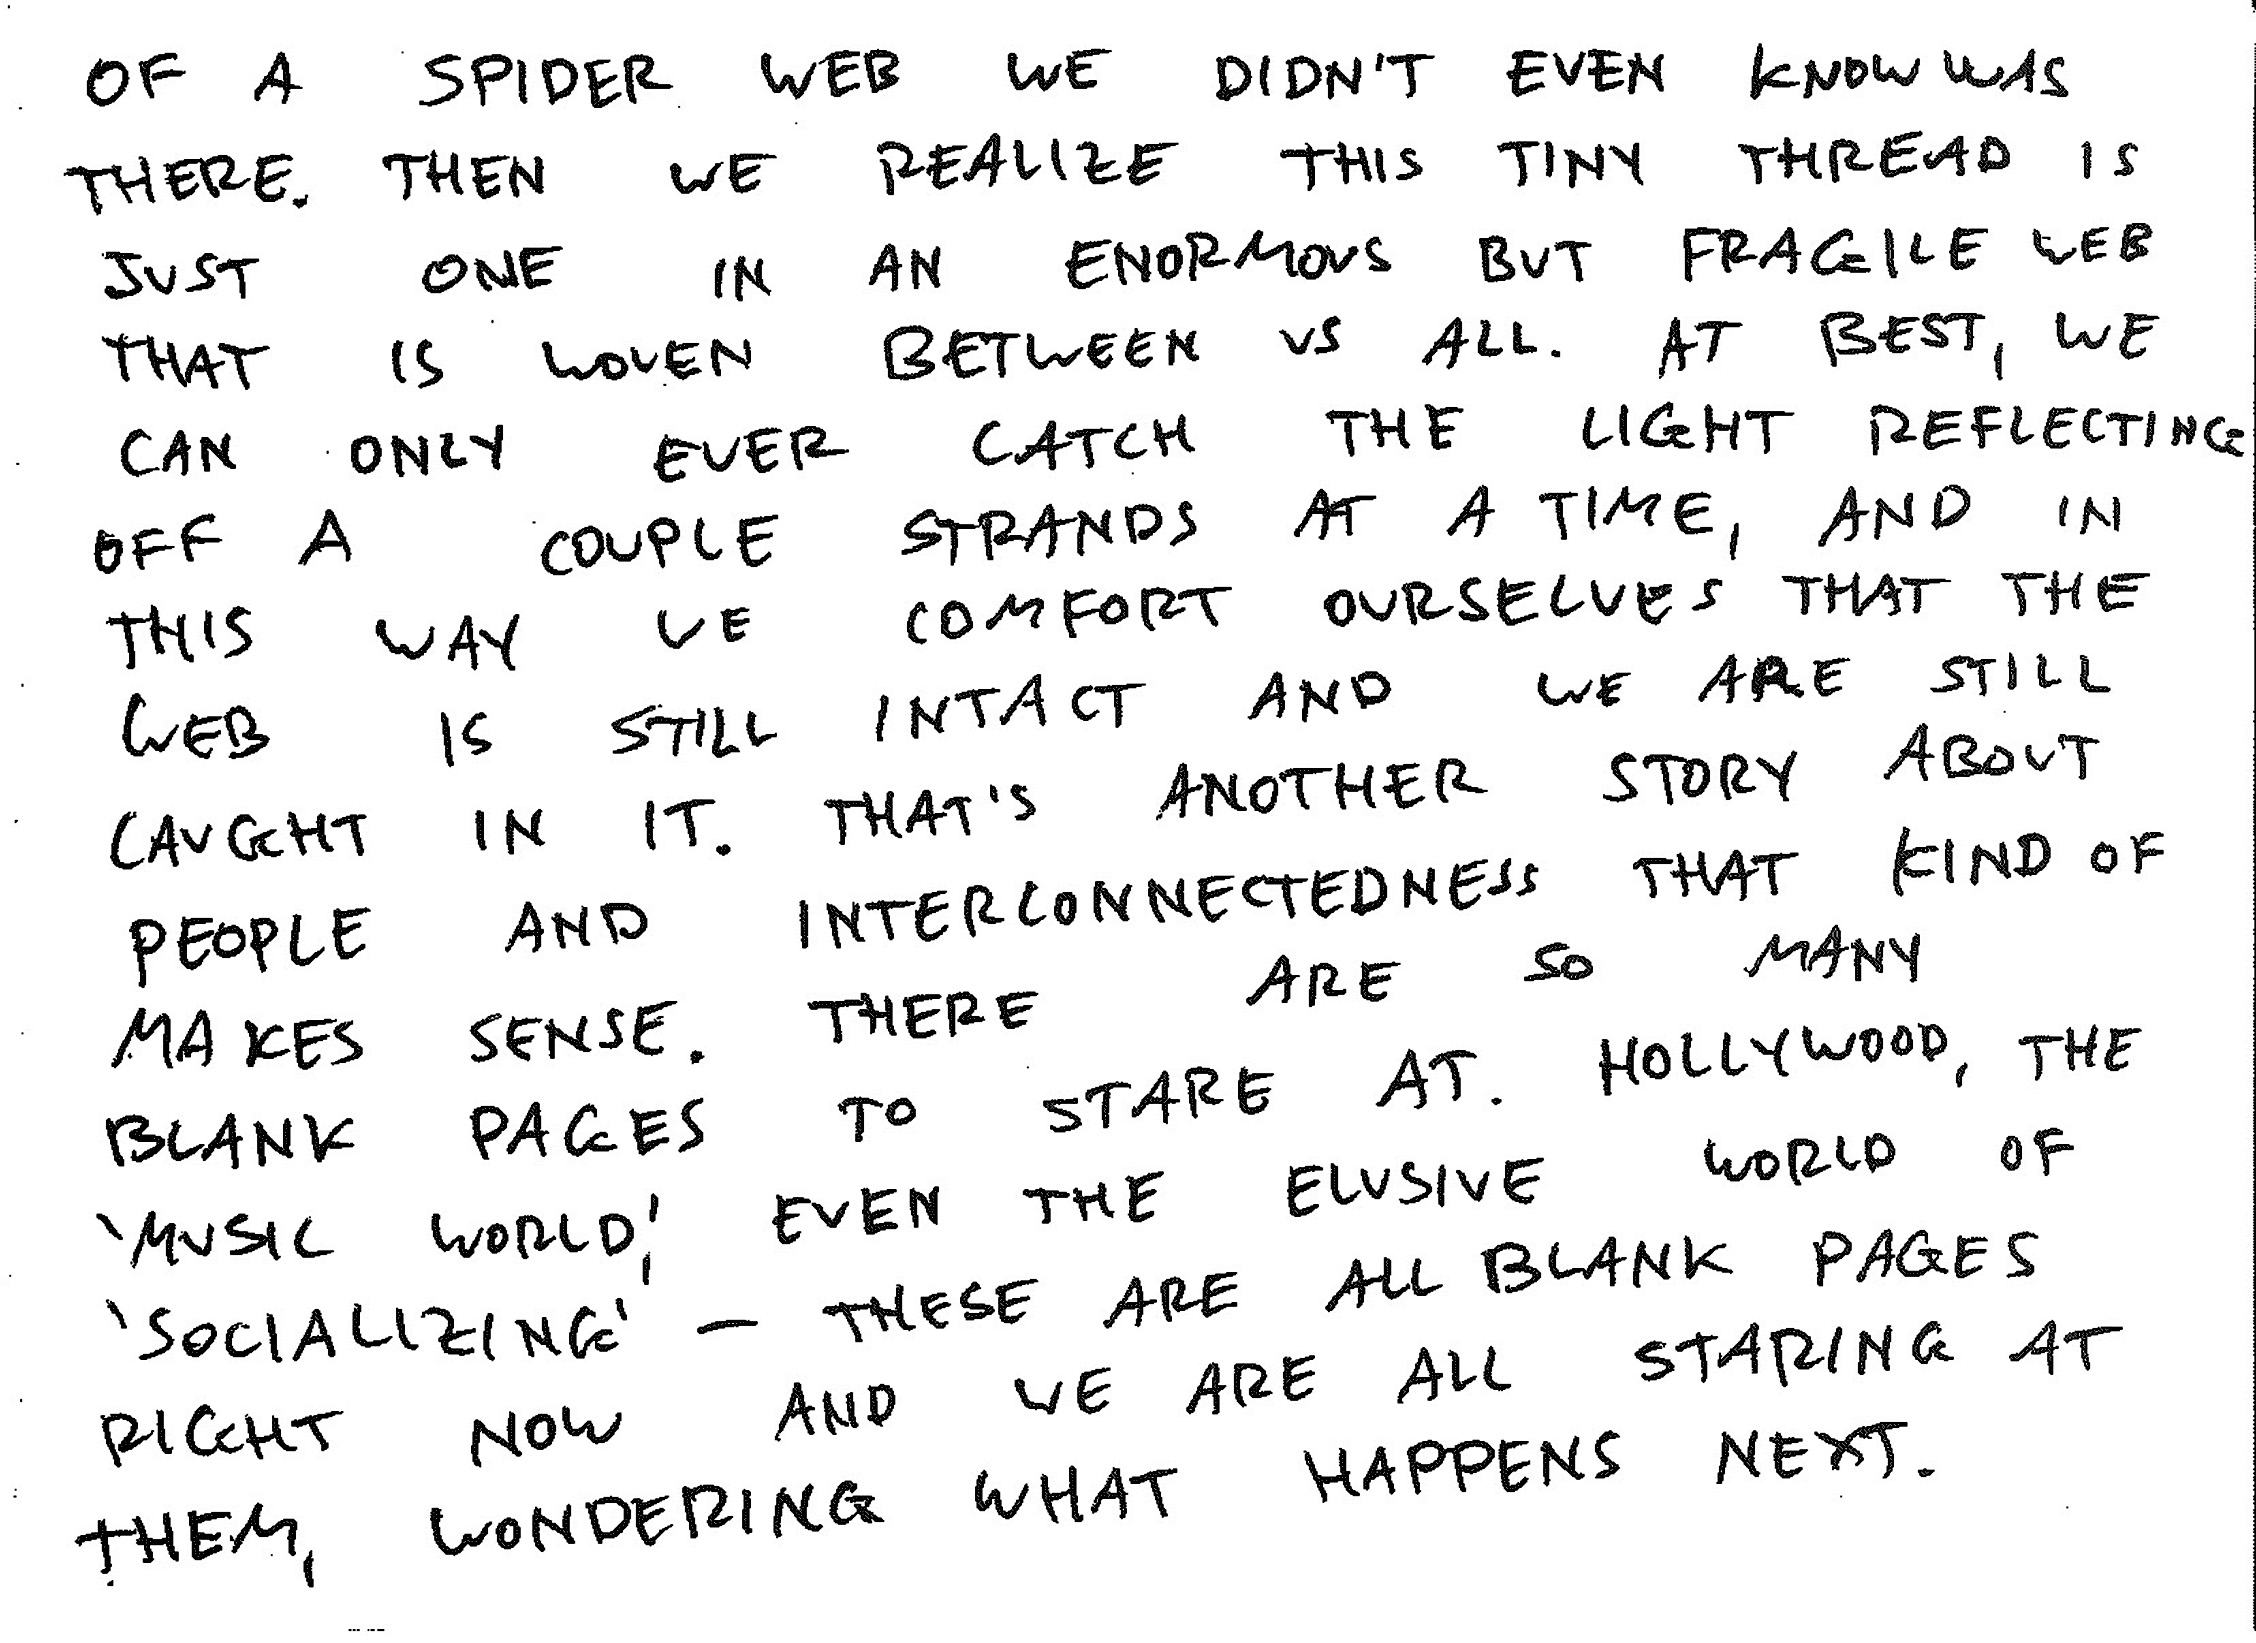 OF A SPIDER WEB WE DIDN'T EVEN KNOW WAS
THERE. THEN WE REALIZE THIS TINY THREAD IS
JUST ONE IN AN ENORMOUS BUT FRAGILE WEB
THAT IS WOVEN BETWEEN US ALL. AT BEST, WE
CAN ONLY EVER CATCH THE LIGHT REFLECTING
OFF A COUPLE STRANDS AT A TIME, AND IN
THIS WAY WE COMFORT OURSELVES THAT THE
WEB IS STILL INTACT AND WE ARE STILL
CAUGHT IN IT. THAT'S ANOTHER STORY ABOUT
PEOPLE AND INTERCONNECTEDNESS THAT KIND OF
MAKES SENSE. THERE ARE SO MANY
BLANK PAGES TO STARE AT. HOLLYWOOD, THE
'MUSIC WORLD,' EVEN THE ELUSIVE WORLD OF
'SOCIALIZING' — THESE ARE ALL BLANK PAGES
RIGHT NOW AND WE ARE ALL STARING AT
THEM, WONDERING WHAT HAPPENS NEXT.